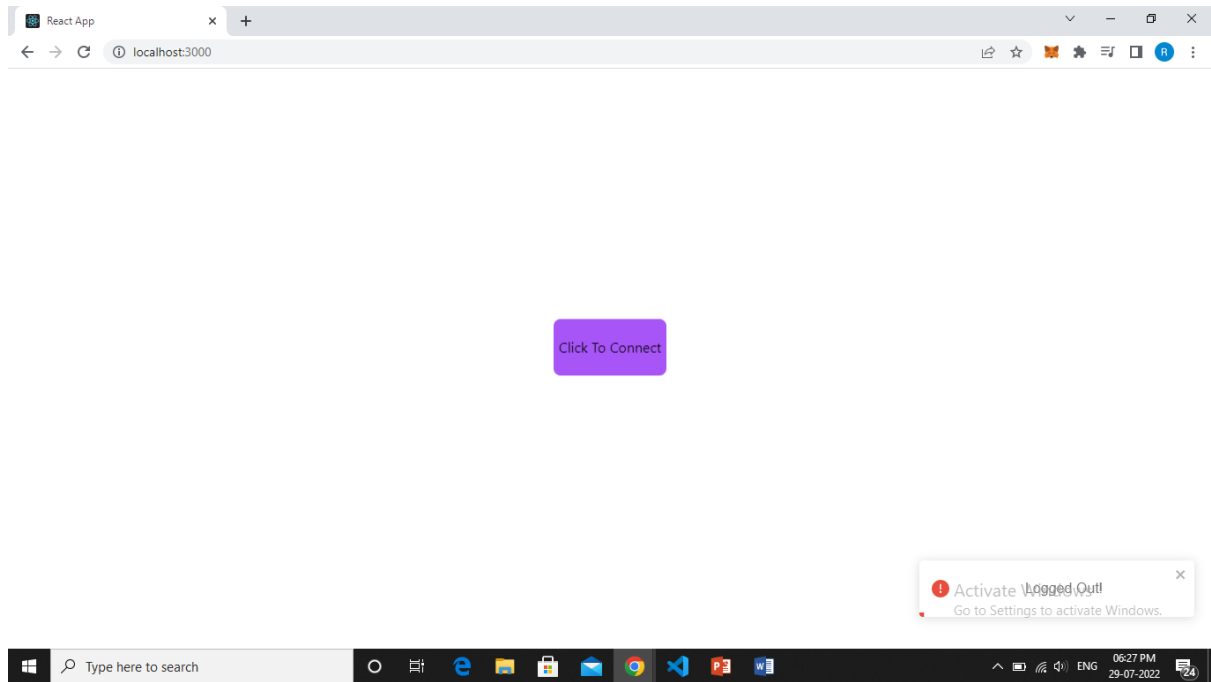 React App
localhost:3000
R
Click To Connect
Logged Out!
Activate Windows
Go to Settings to activate Windows.
Type here to search
ENG
06:27 PM
29-07-2022
24